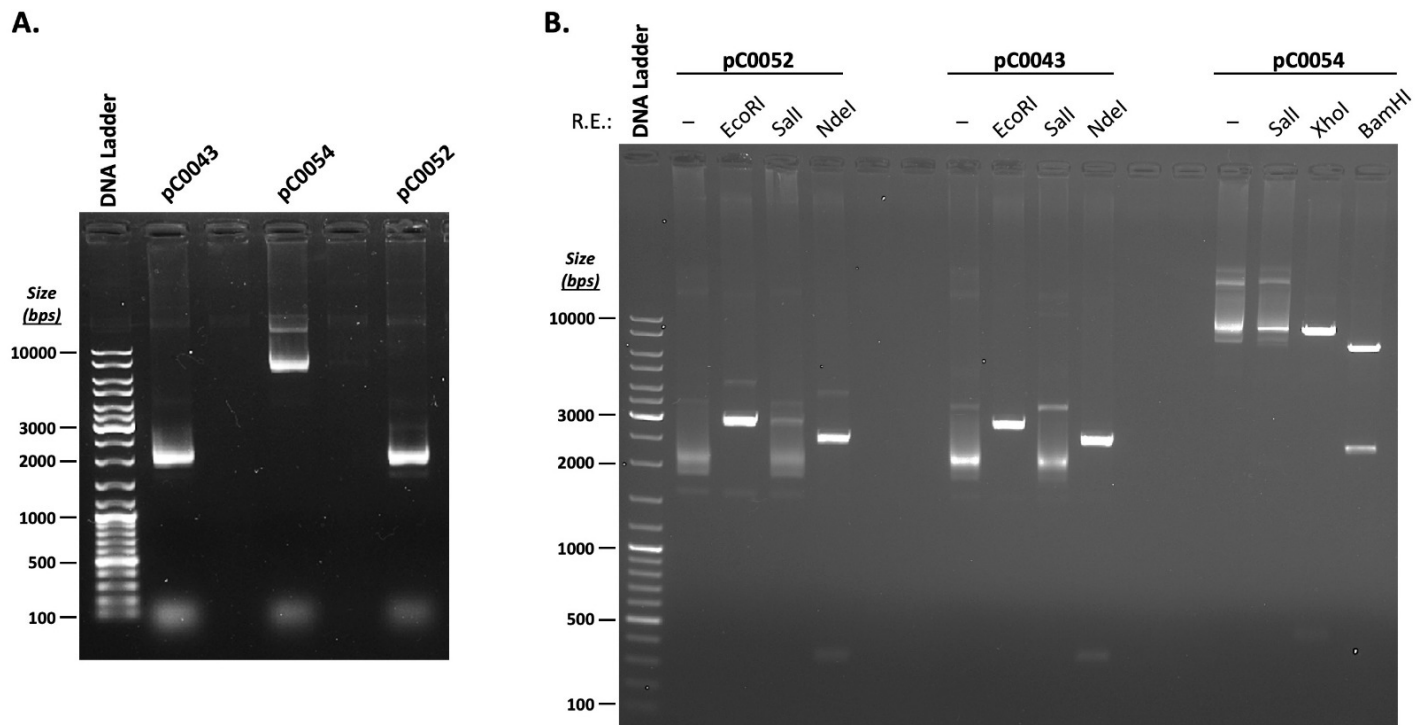 A.
DNA Ladder
pC0043
pC0054
pC0052
Size
(bps)
10000
3000
2000
1000
500
100
B.
DNA Ladder
pC0052
pC0043
pC0054
R.E.:
– EcoRI SalI NdeI – EcoRI SalI NdeI – SalI XhoI BamHI
Size
(bps)
10000
3000
2000
1000
500
100